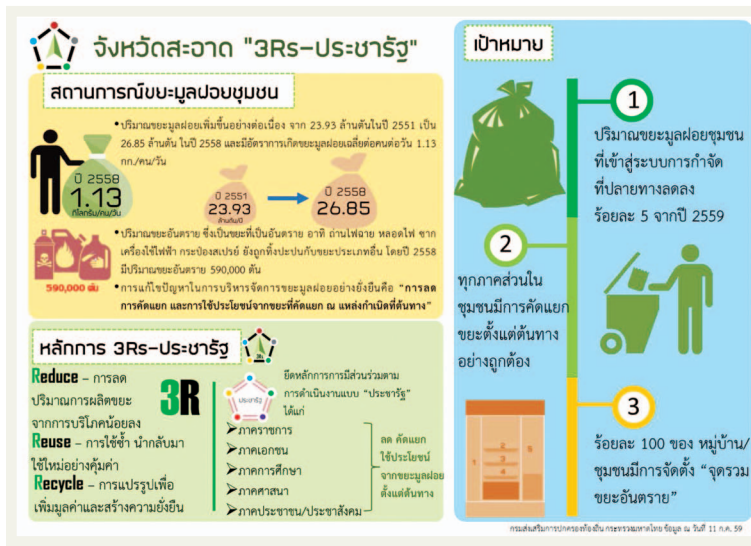 จังหวัดสะอาด "3Rs-ประชารัฐ"
สถานการณ์ขยะมูลฝอยชุมชน
•ปริมาณขยะมูลฝอยเพิ่มขึ้นอย่างต่อเนื่อง จาก 23.93 ล้านตันในปี 2551 เป็น
26.85 ล้านตัน ในปี 2558 และมีอัตราการเกิดขยะมูลฝอยเฉลี่ยต่อคนต่อวัน 1.13
กก./คน/วัน
ปี 2558
1.13
กิโลกรัม/คน/วัน
ปี 2551
23.93
ล้านตัน/ปี
ปี 2558
26.85
•ปริมาณขยะอันตราย ซึ่งเป็นขยะที่เป็นอันตราย อาทิ ถ่านไฟฉาย หลอดไฟ ซาก
เครื่องใช้ไฟฟ้า กระป๋องสเปรย์ ยังถูกทิ้งปะปนกับขยะประเภทอื่น โดยปี 2558
มีปริมาณขยะอันตราย 590,000 ตัน
590,000 ตัน
•การแก้ไขปัญหาในการบริหารจัดการขยะมูลฝอยอย่างยั่งยืนคือ "การลด
การคัดแยก และการใช้ประโยชน์จากขยะที่คัดแยก ณ แหล่งกำเนิดที่ต้นทาง"
หลักการ 3Rs-ประชารัฐ
3Rs
Reduce – การลด
ปริมาณการผลิตขยะ
จากการบริโภคน้อยลง
Reuse – การใช้ซ้ำ นำกลับมา
ใช้ใหม่อย่างคุ้มค่า
Recycle – การแปรรูปเพื่อ
เพิ่มมูลค่าและสร้างความยั่งยืน
3R
ประชารัฐ
ยึดหลักการการมีส่วนร่วมตาม
การดำเนินงานแบบ "ประชารัฐ"
ได้แก่
➢ภาคราชการ
➢ภาคเอกชน
➢ภาคการศึกษา
➢ภาคศาสนา
➢ภาคประชาชน/ประชาสังคม
ลด คัดแยก
ใช้ประโยชน์
จากขยะมูลฝอย
ตั้งแต่ต้นทาง
เป้าหมาย
1
ปริมาณขยะมูลฝอยชุมชน
ที่เข้าสู่ระบบการกำจัด
ที่ปลายทางลดลง
ร้อยละ 5 จากปี 2559
2
ทุกภาคส่วนใน
ชุมชนมีการคัดแยก
ขยะตั้งแต่ต้นทาง
อย่างถูกต้อง
3
ร้อยละ 100 ของ หมู่บ้าน/
ชุมชนมีการจัดตั้ง "จุดรวม
ขยะอันตราย"
1
2
3
4
5
กรมส่งเสริมการปกครองท้องถิ่น กระทรวงมหาดไทย ข้อมูล ณ วันที่ 11 ก.ค. 59